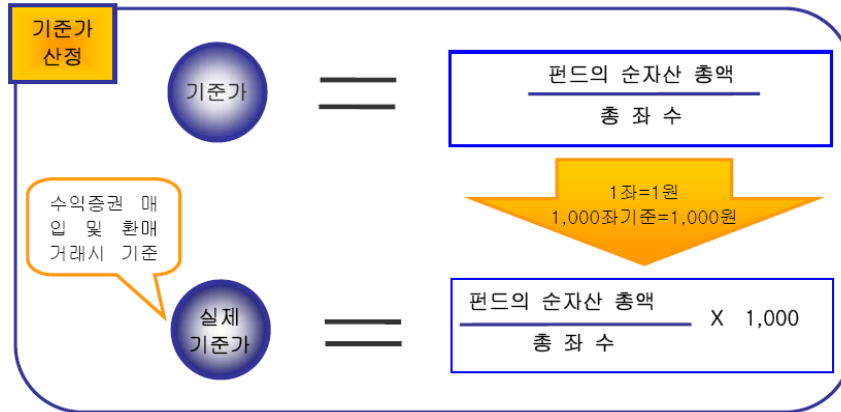 기준가
산정
기준가
펀드의 순자산 총액
총 좌 수
1좌=1원
1,000좌기준=1,000원
수익증권 매
입 및 환매
거래시 기준
실제
기준가
펀드의 순자산 총액
총 좌 수
X 1,000